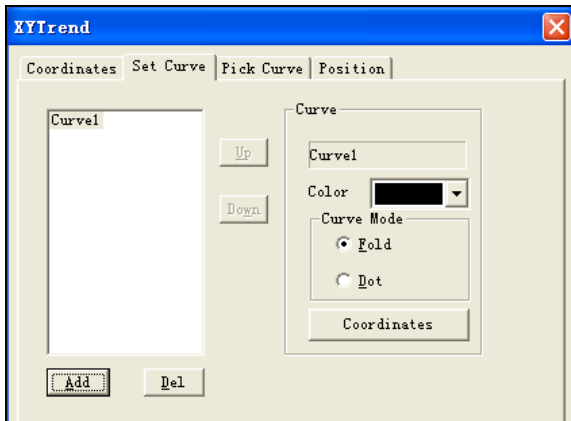 XYTrend
Coordinates Set Curve Pick Curve Position
Curve1
Up
Down
Curve
Curve1
Color
Curve Mode
Fold
Dot
Coordinates
Add Del